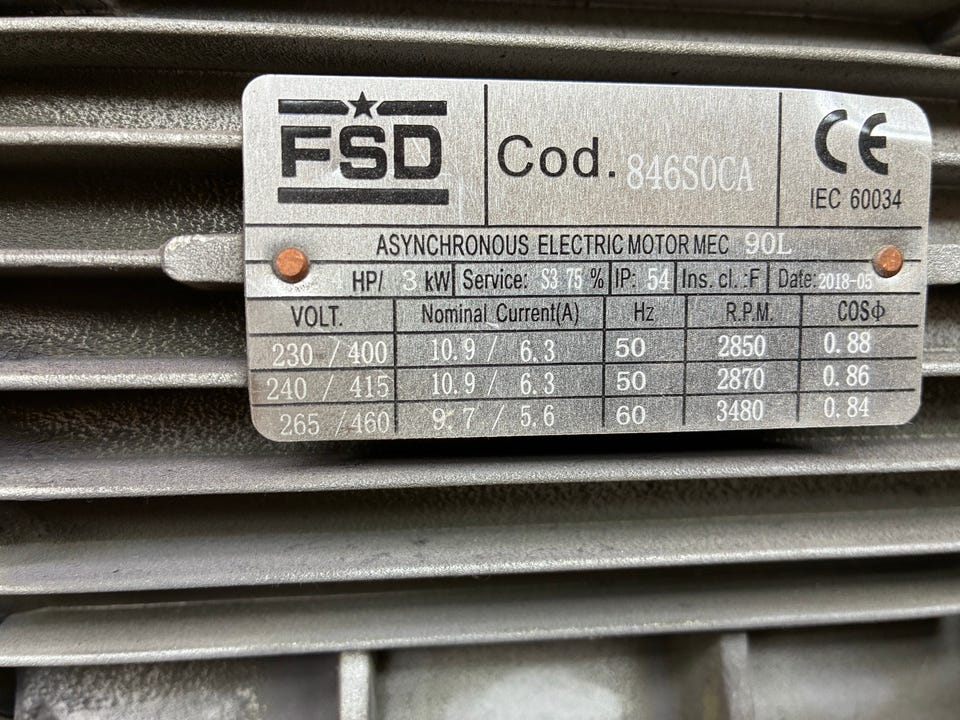 FSD
Cod. 846S0CA
CE
IEC 60034
ASYNCHRONOUS ELECTRIC MOTOR MEC 90L
HP/ 3 kW Service: S3 75 % IP: 54 Ins. cl. :F Date: 2018-05
VOLT. Nominal Current(A) Hz R.P.M. COSΦ
230 / 400 10.9 / 6.3 50 2850 0.88
240 / 415 10.9 / 6.3 50 2870 0.86
265 / 460 9.7 / 5.6 60 3480 0.84